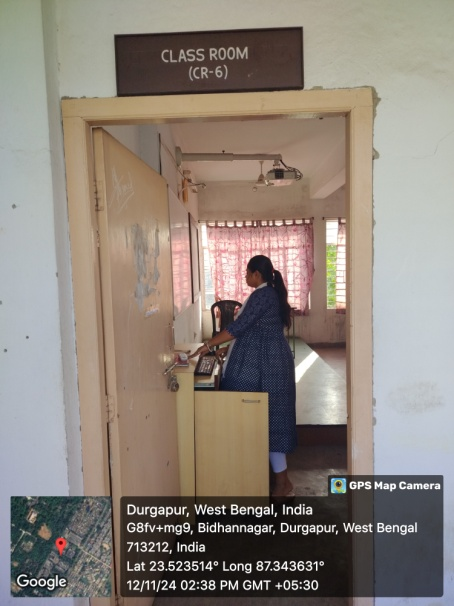 CLASS ROOM
(CR-6)
GPS Map Camera
Durgapur, West Bengal, India
G8fv+mg9, Bidhannagar, Durgapur, West Bengal
713212, India
Lat 23.523514° Long 87.343631°
12/11/24 02:38 PM GMT +05:30
Google